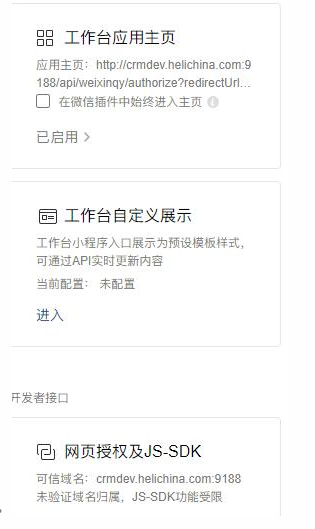 工作台应用主页
应用主页：http://crmdev.helichina.com:9
188/api/weixinqy/authorize?redirectUrl...
在微信插件中始终进入主页
已启用
工作台自定义展示
工作台小程序入口展示为预设模板样式，
可通过API实时更新内容
当前配置： 未配置
进入
开发者接口
网页授权及JS-SDK
可信域名：crmdev.helichina.com:9188
未验证域名归属，JS-SDK功能受限